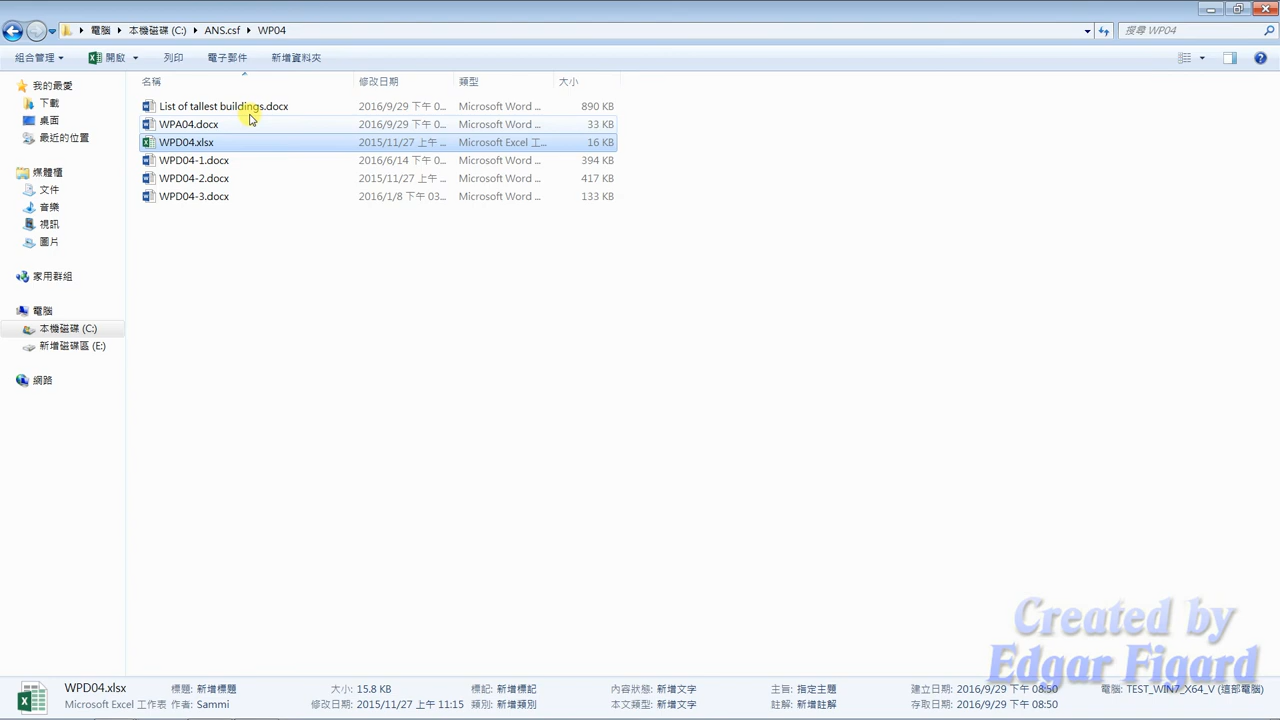 電腦 本機磁碟 (C:) ANS.csf WP04
搜尋 WP04
組合管理 開啟 列印 電子郵件 新增資料夾
名稱 修改日期 類型 大小
我的最愛
下載
桌面
最近的位置
媒體櫃
文件
音樂
視訊
圖片
家用群組
電腦
本機磁碟 (C:)
新增磁碟區 (E:)
網路
List of tallest buildings.docx 2016/9/29 下午 0... Microsoft Word ... 890 KB
WPA04.docx 2016/9/29 下午 0... Microsoft Word ... 33 KB
WPD04.xlsx 2015/11/27 上午 ... Microsoft Excel 工... 16 KB
WPD04-1.docx 2016/6/14 下午 0... Microsoft Word ... 394 KB
WPD04-2.docx 2015/11/27 上午 ... Microsoft Word ... 417 KB
WPD04-3.docx 2016/1/8 下午 03... Microsoft Word ... 133 KB
Created by
Edgar Figard
WPD04.xlsx 標題: 新增標題 大小: 15.8 KB 標記: 新增標記 內容狀態: 新增文字 主旨: 指定主題 建立日期: 2016/9/29 下午 08:50 電腦: TEST_WIN7_X64_V (這部電腦)
Microsoft Excel 工作表 作者: Sammi 修改日期: 2015/11/27 上午 11:15 類別: 新增類別 本文類型: 新增文字 註解: 新增註解 存取日期: 2016/9/29 下午 08:50